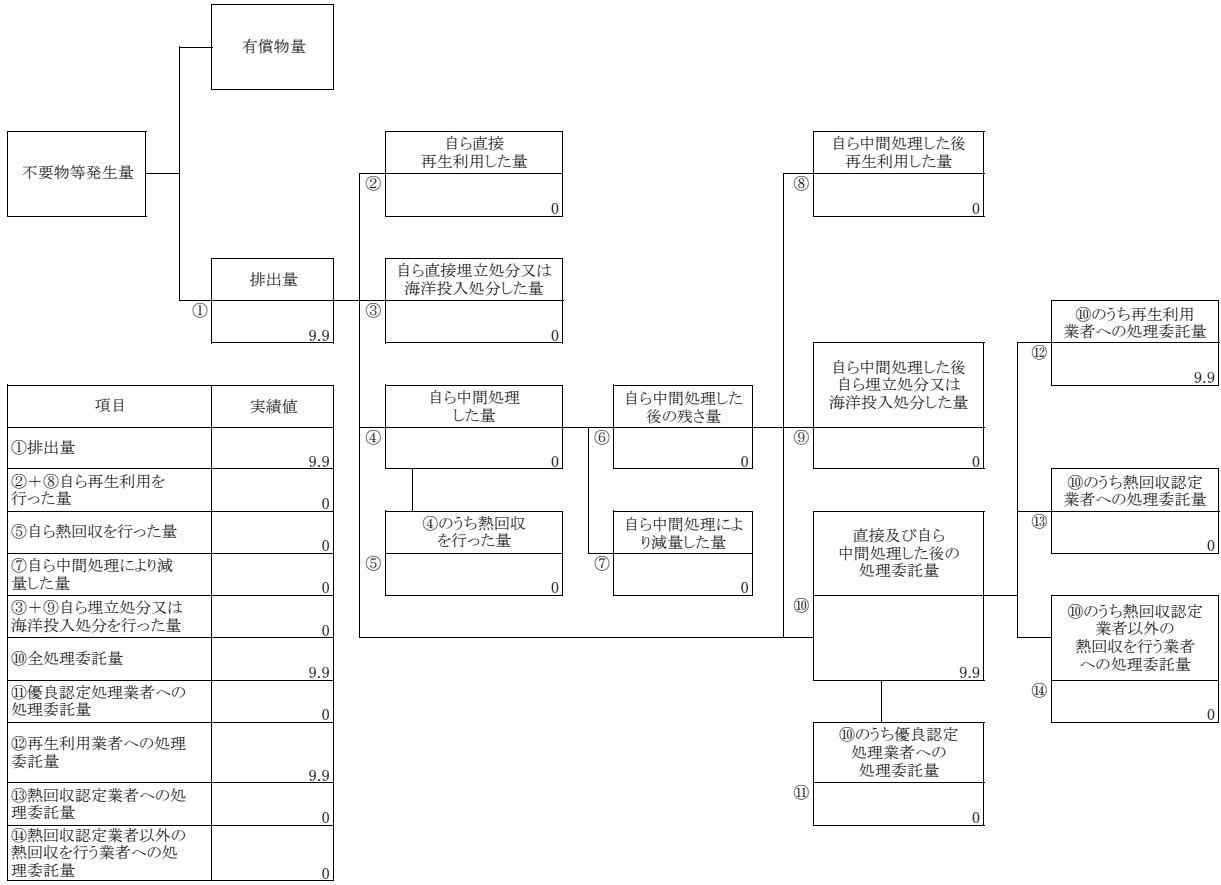 有償物量
不要物等発生量
自ら直接
再生利用した量
②
0
自ら中間処理した後
再生利用した量
⑧
0
排出量
①
9.9
自ら直接埋立処分又は
海洋投入処分した量
③
0
⑩のうち再生利用
業者への処理委託量
⑫
9.9
自ら中間処理した後
自ら埋立処分又は
海洋投入処分した量
⑨
0
自ら中間処理
した量
④
0
自ら中間処理した
後の残さ量
⑥
0
⑩のうち熱回収認定
業者への処理委託量
⑬
0
④のうち熱回収
を行った量
⑤
0
自ら中間処理によ
り減量した量
⑦
0
直接及び自ら
中間処理した後の
処理委託量
⑩
9.9
⑩のうち熱回収認定
業者以外の
熱回収を行う業者
への処理委託量
⑭
0
⑩のうち優良認定
処理業者への
処理委託量
⑪
0
項目 実績値
①排出量
9.9
②＋⑧自ら再生利用を
行った量
0
⑤自ら熱回収を行った量
0
⑦自ら中間処理により減
量した量
0
③＋⑨自ら埋立処分又は
海洋投入処分を行った量
0
⑩全処理委託量
9.9
⑪優良認定処理業者への
処理委託量
0
⑫再生利用業者への処理
委託量
9.9
⑬熱回収認定業者への処
理委託量
0
⑭熱回収認定業者以外の
熱回収を行う業者への処
理委託量
0